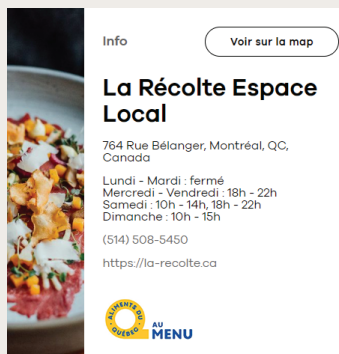 Info
Voir sur la map
La Récolte Espace
Local
764 Rue Bélanger, Montréal, QC,
Canada
Lundi - Mardi : fermé
Mercredi - Vendredi : 18h - 22h
Samedi : 10h - 14h, 18h - 22h
Dimanche : 10h - 15h
(514) 508-5450
https://la-recolte.ca
ALIMENTS DU
QUÉBEC
AU
MENU